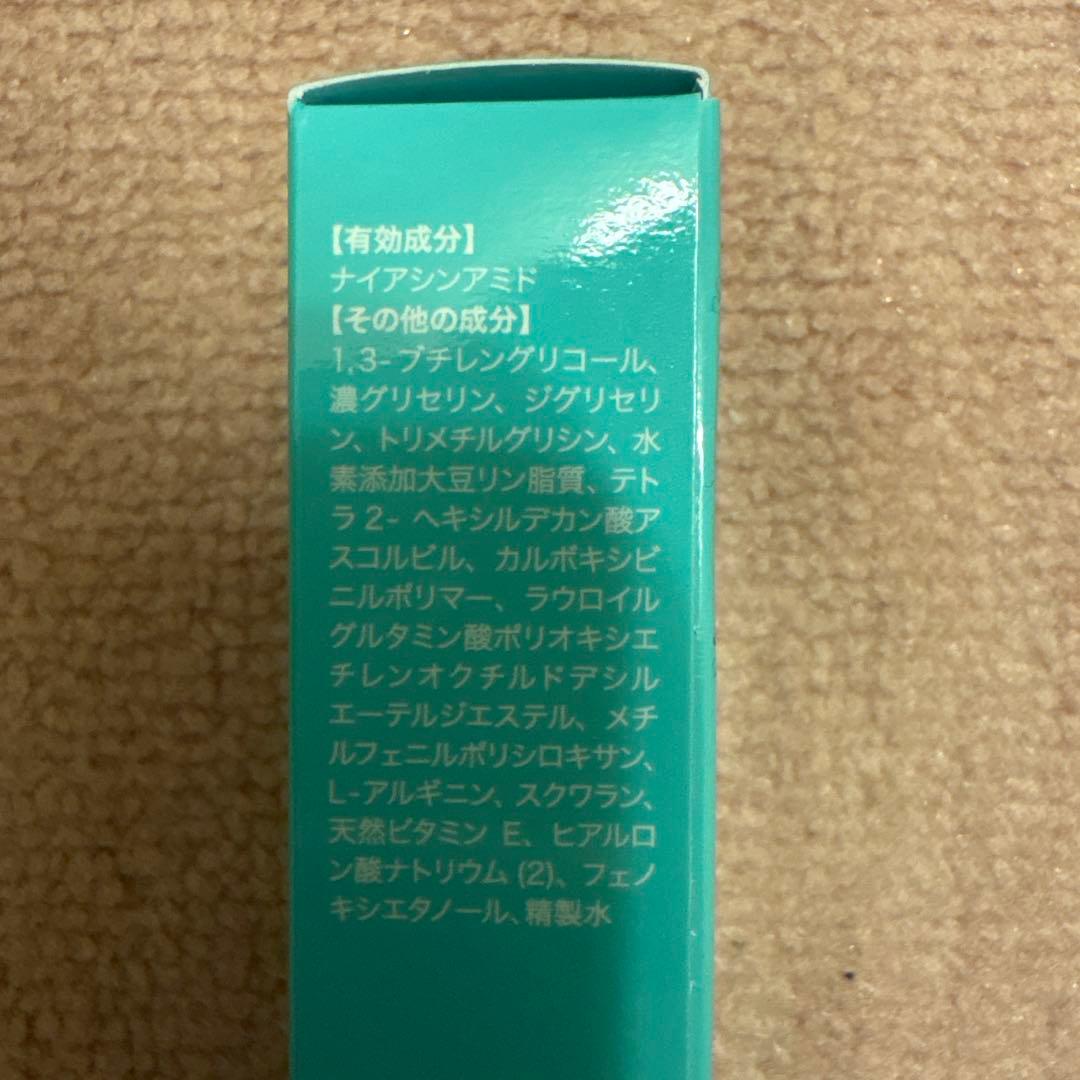 【有効成分】
ナイアシンアミド
【その他の成分】
1,3-ブチレングリコール、
濃グリセリン、ジグリセリ
ン、トリメチルグリシン、水
素添加大豆リン脂質、テト
ラ2-ヘキシルデカン酸ア
スコルビル、カルボキシビ
ニルポリマー、ラウロイル
グルタミン酸ポリオキシエ
チレンオクチルドデシル
エーテルジエステル、メチ
ルフェニルポリシロキサン、
L-アルギニン、スクワラン、
天然ビタミンE、ヒアルロ
ン酸ナトリウム(2)、フェノ
キシエタノール、精製水